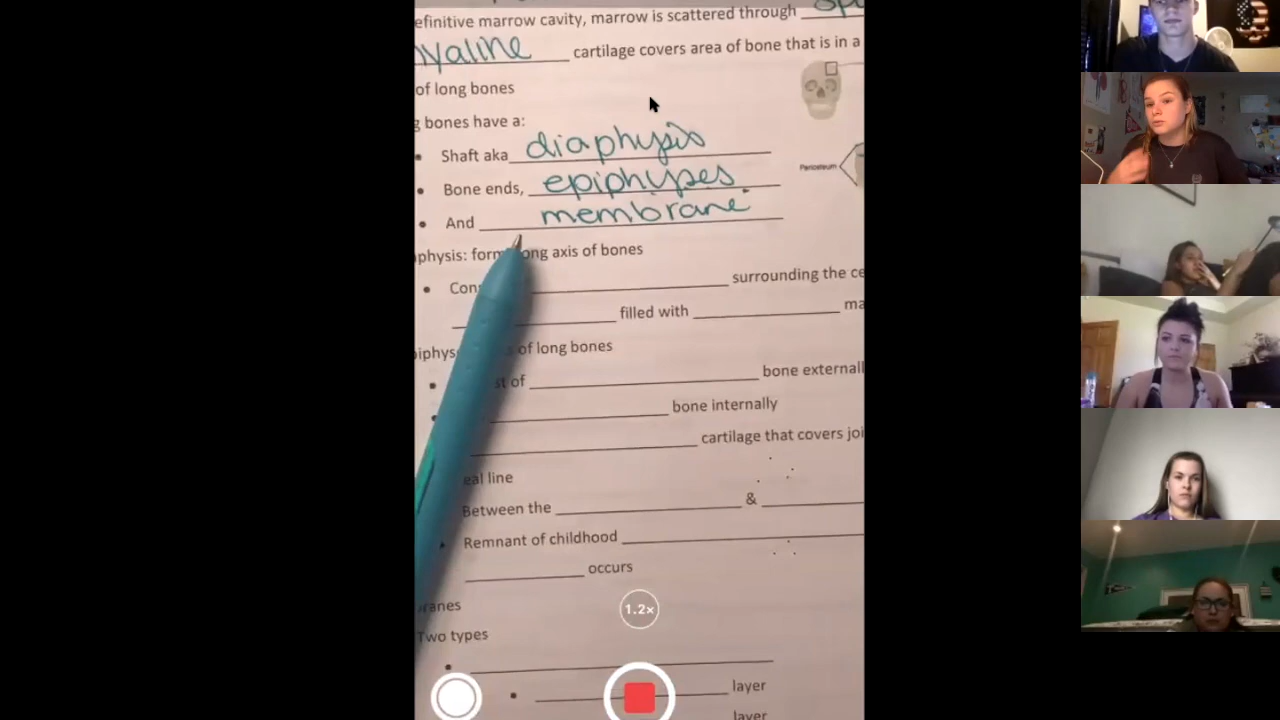 efinitive marrow cavity, marrow is scattered through
yaline cartilage covers area of bone that is in a
of long bones
g bones have a:
Shaft aka diaphysis
Bone ends, epiphyses
And membrane
Periosteum
physis: form long axis of bones
Con surrounding the ce
filled with ma
iphys of long bones
st of bone externall
bone internally
cartilage that covers joi
eal line
Between the &
Remnant of childhood
occurs
ranes
Two types
layer
layer
1.2x